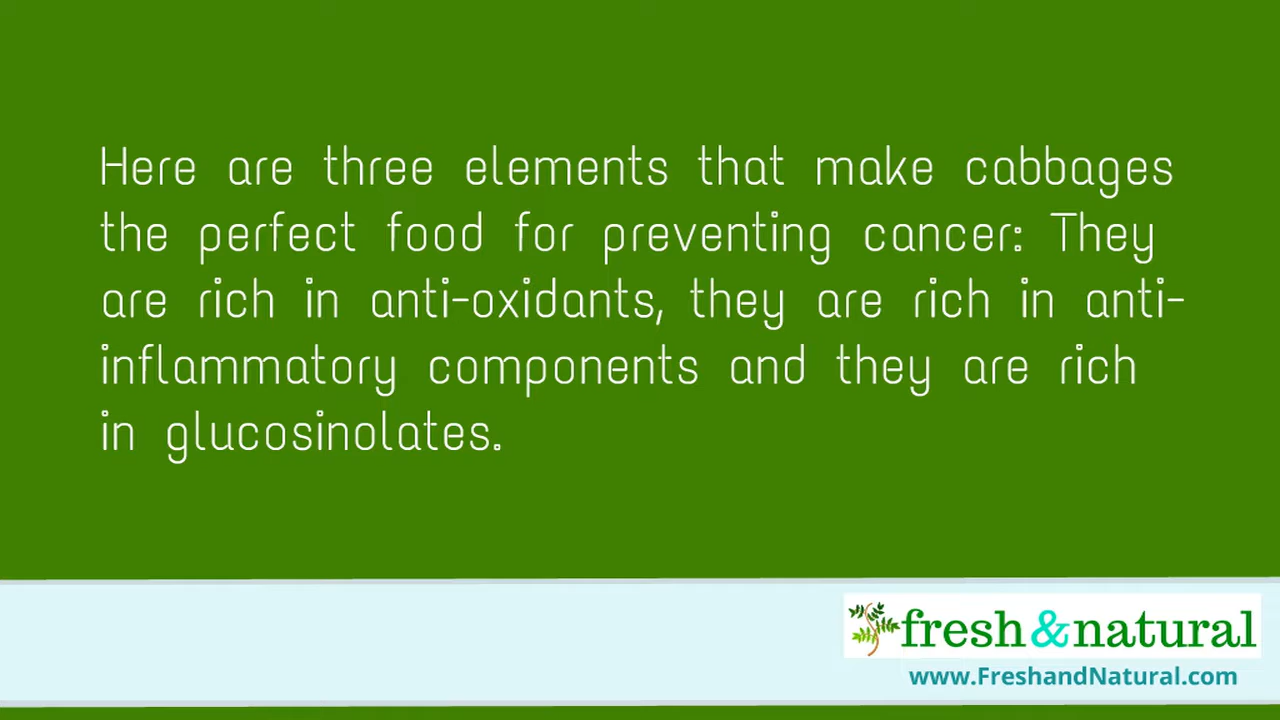 Here are three elements that make cabbages
the perfect food for preventing cancer: They
are rich in anti-oxidants, they are rich in anti-
inflammatory components and they are rich
in glucosinolates.
fresh&natural
www.FreshandNatural.com